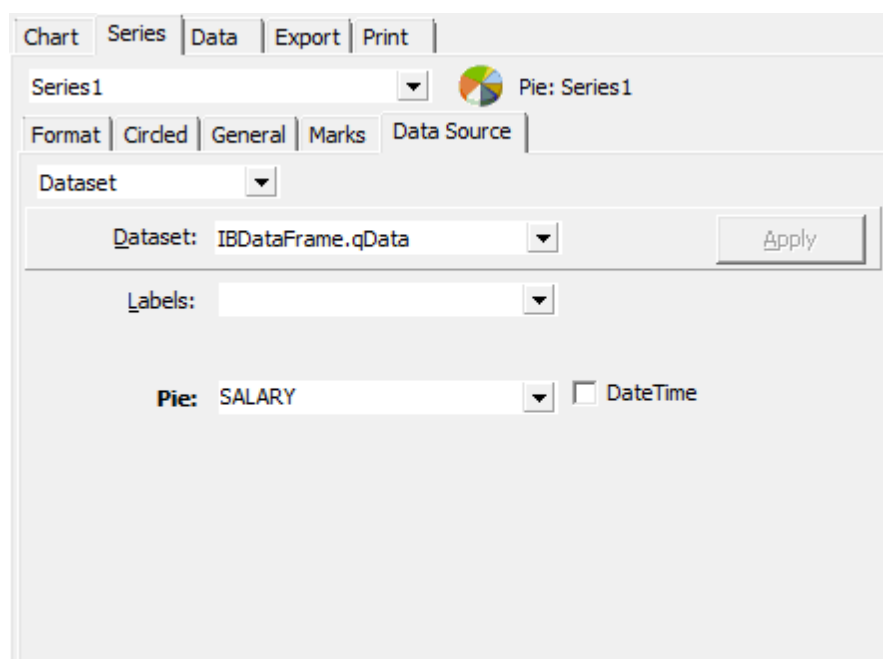 Chart Series Data Export Print
Series1 Pie: Series1
Format Circled General Marks Data Source
Dataset
Dataset: IBDataFrame.qData Apply
Labels:
Pie: SALARY DateTime